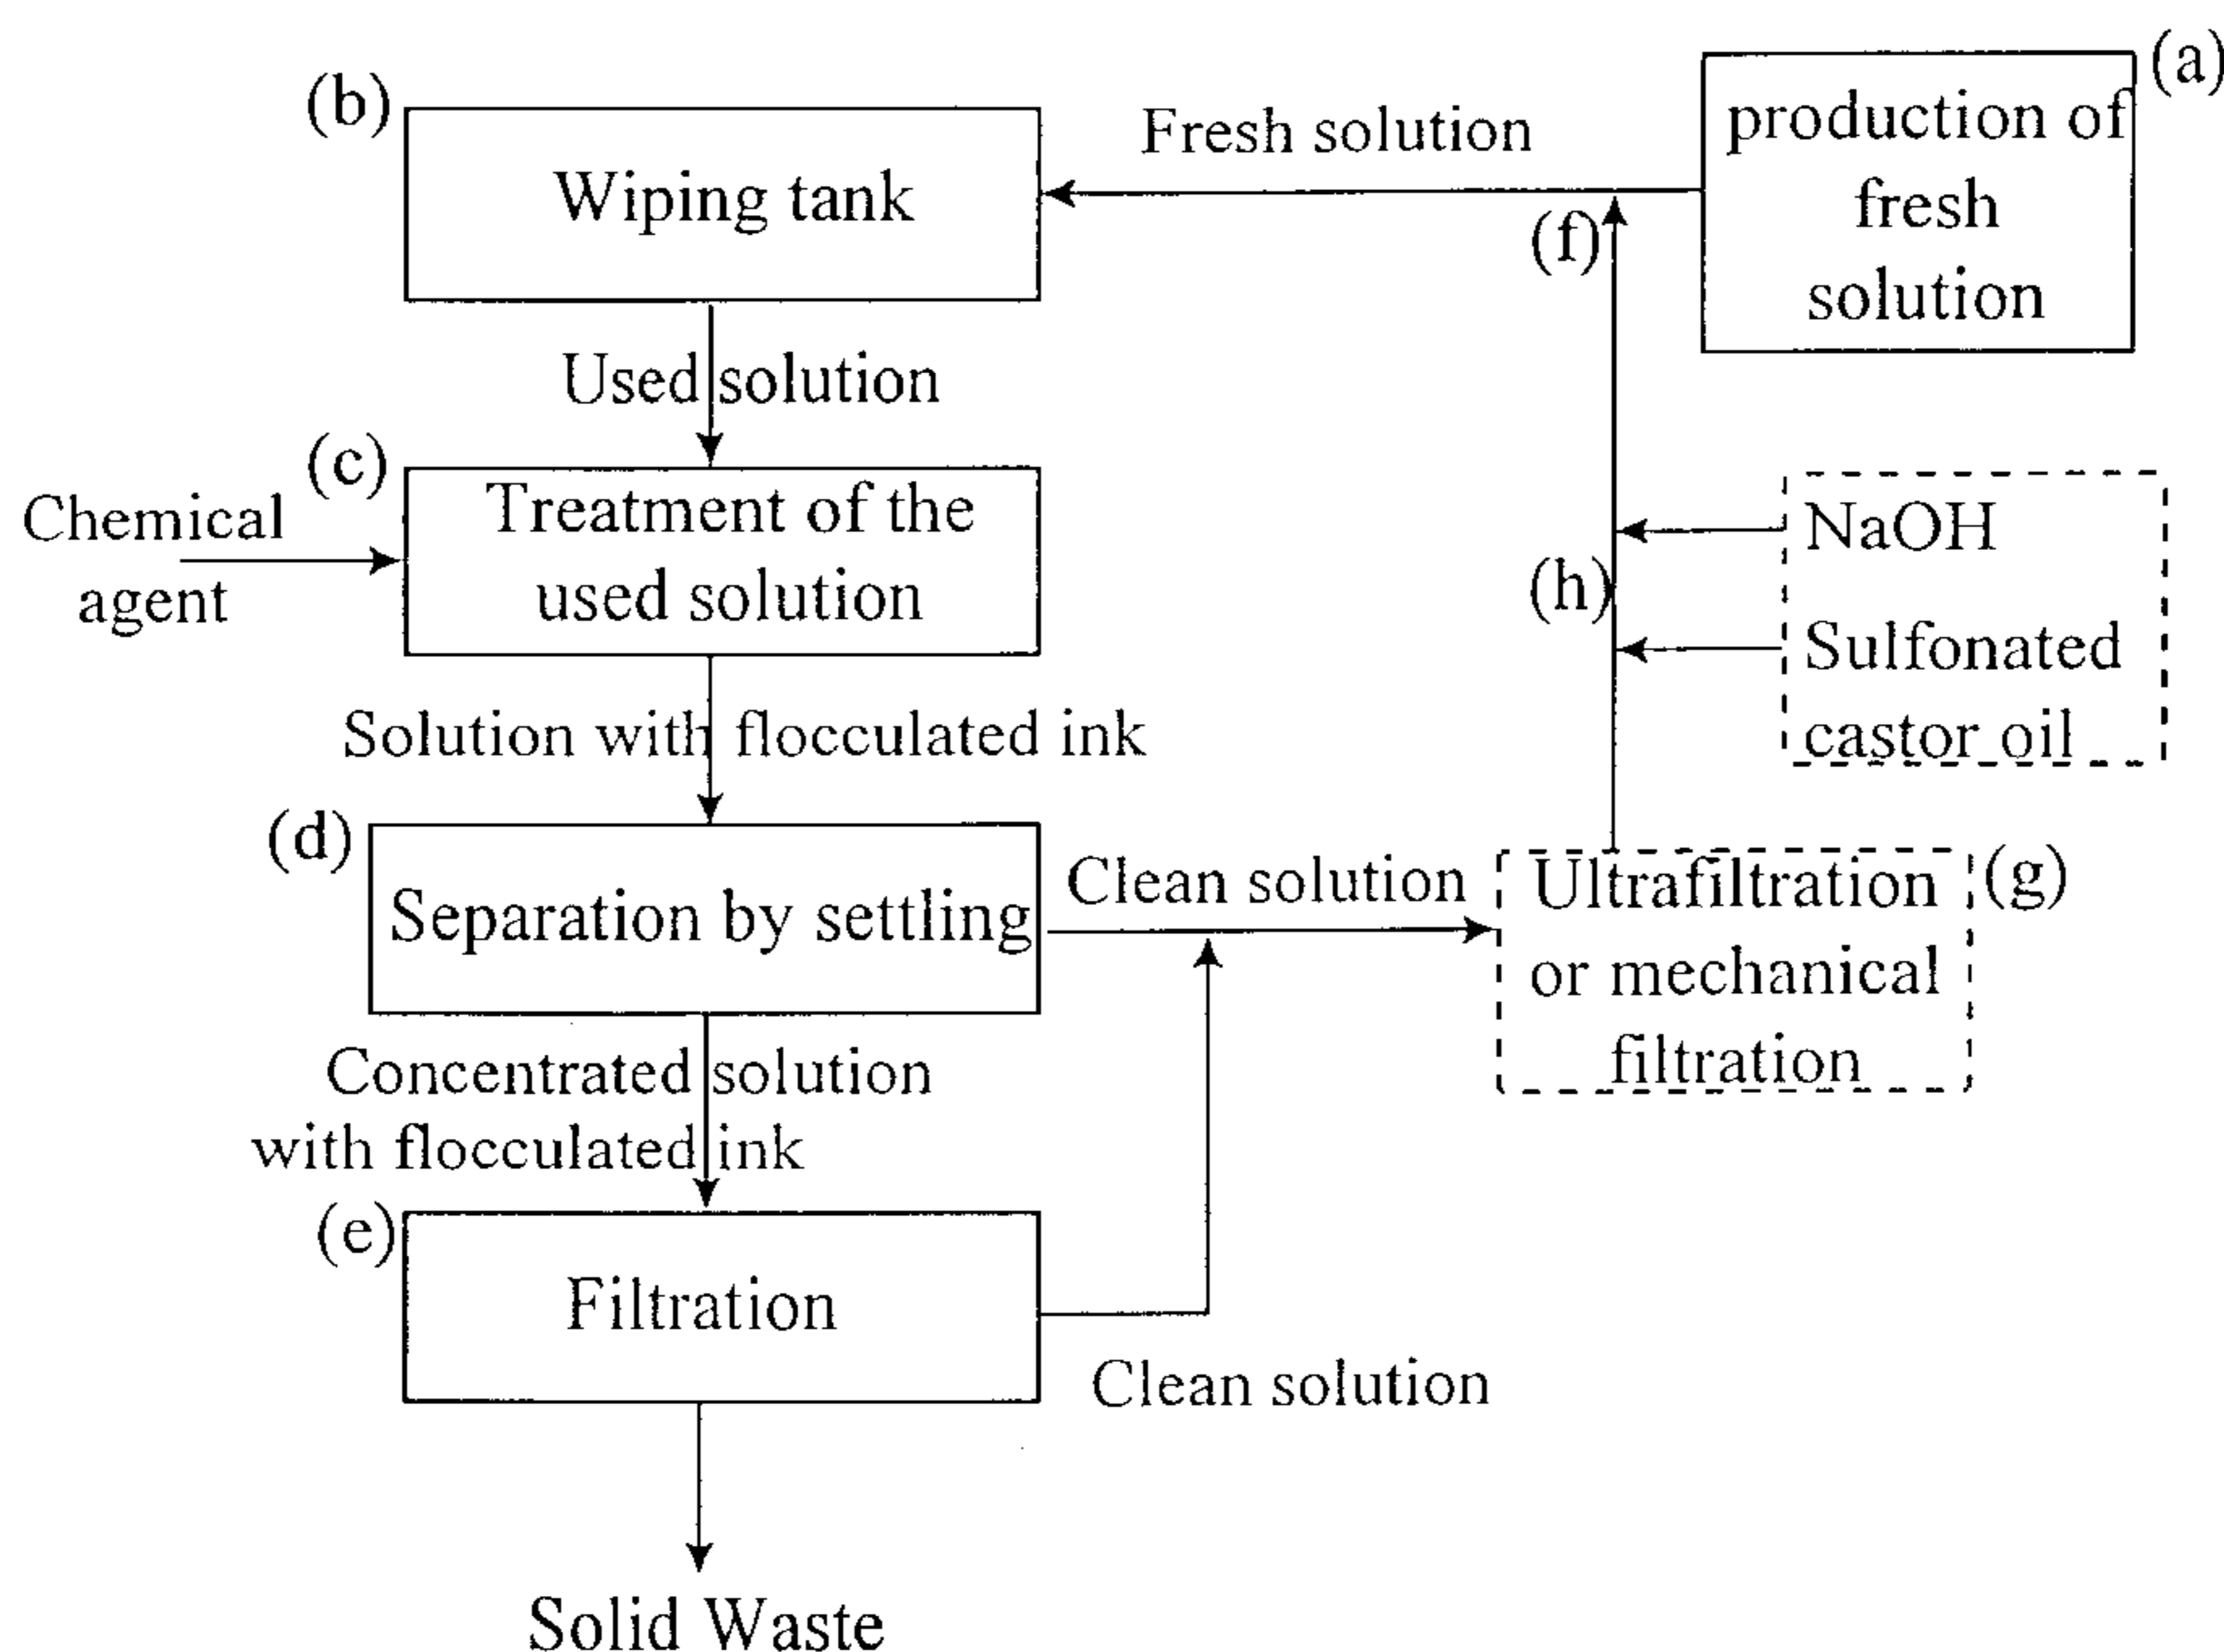 (a)
production of
fresh
solution
Fresh solution
(b)
Wiping tank
(f)
Used solution
(c)
Treatment of the
used solution
Chemical
agent
NaOH
(h)
Sulfonated
castor oil
Solution with flocculated ink
(d)
Separation by settling
Clean solution
Ultrafiltration
or mechanical
filtration
(g)
Concentrated solution
with flocculated ink
(e)
Filtration
Clean solution
Solid Waste